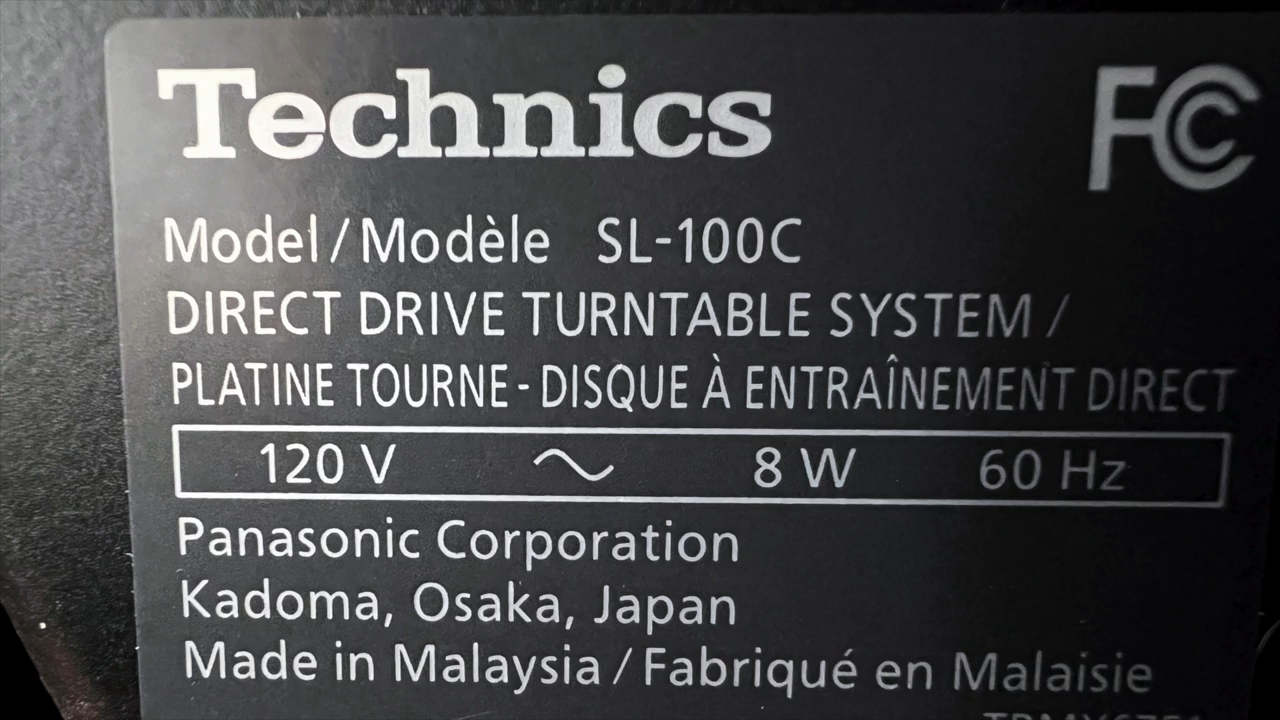 Technics FC
Model / Modèle SL-100C
DIRECT DRIVE TURNTABLE SYSTEM /
PLATINE TOURNE - DISQUE À ENTRAÎNEMENT DIRECT
120 V ~ 8 W 60 Hz
Panasonic Corporation
Kadoma, Osaka, Japan
Made in Malaysia / Fabriqué en Malaisie